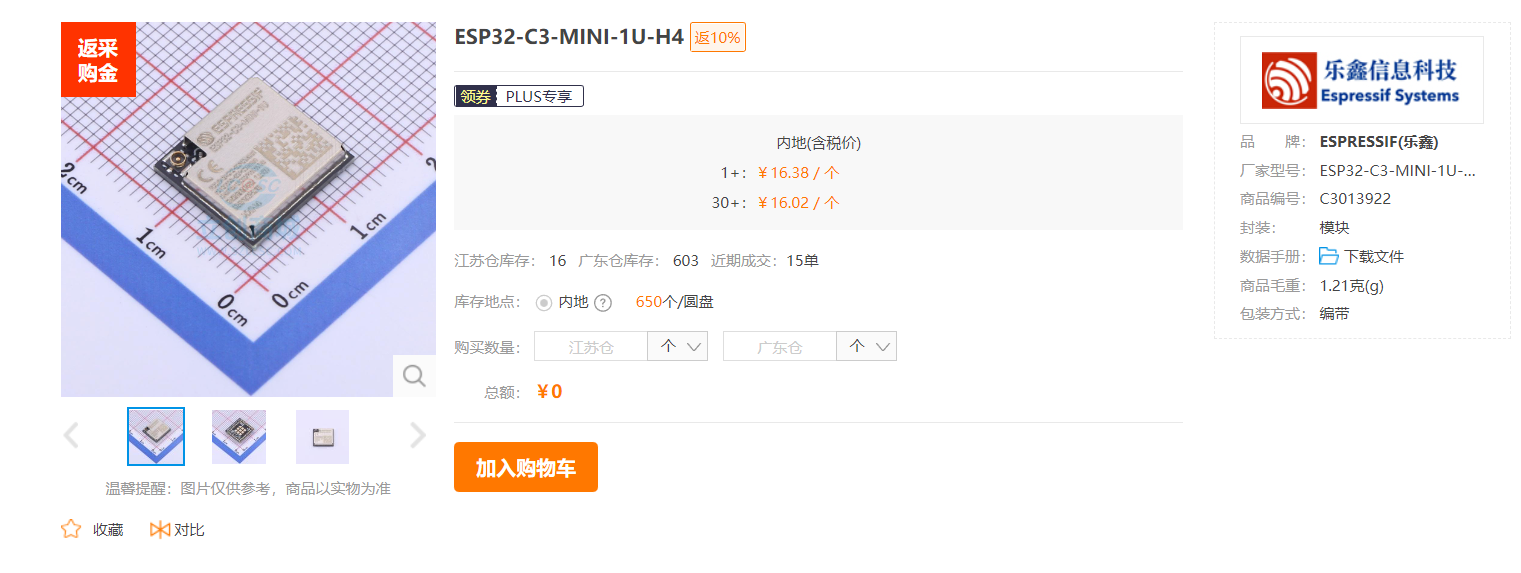 返采
购金
ESPRESSIF
ESP32-C3-MINI-1U
CE
2cm
2
1cm
1cm
0cm
0cm
温馨提醒：图片仅供参考，商品以实物为准
收藏 对比
ESP32-C3-MINI-1U-H4 返10%
领券 PLUS专享
内地(含税价)
1+: ￥16.38 / 个
30+: ￥16.02 / 个
江苏仓库存: 16 广东仓库存: 603 近期成交: 15单
库存地点: 内地 ? 650个/圆盘
购买数量: 江苏仓 个 广东仓 个
总额: ￥0
加入购物车
乐鑫信息科技
Espressif Systems
品 牌: ESPRESSIF(乐鑫)
厂家型号: ESP32-C3-MINI-1U-...
商品编号: C3013922
封装: 模块
数据手册: 下载文件
商品毛重: 1.21克(g)
包装方式: 编带